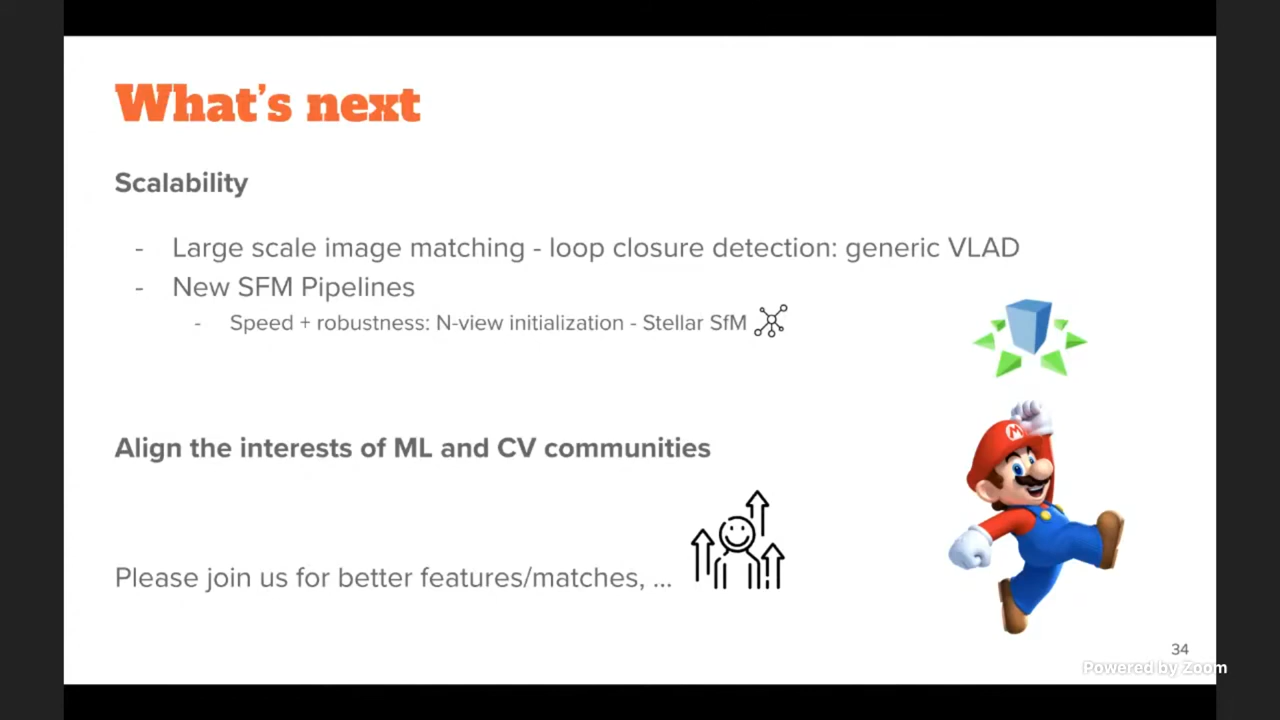 What's next
Scalability
- Large scale image matching - loop closure detection: generic VLAD
- New SFM Pipelines
- Speed + robustness: N-view initialization - Stellar SfM
Align the interests of ML and CV communities
Please join us for better features/matches, ...
M
34
Powered by Zoom